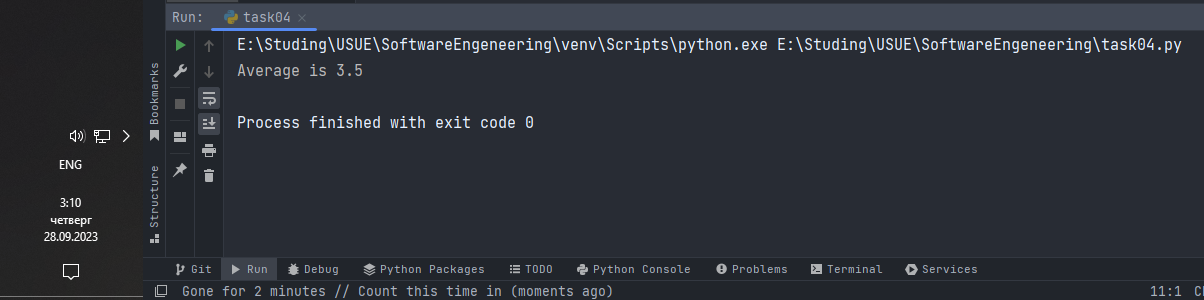 Run: task04
E:\Studing\USUE\SoftwareEngeneering\venv\Scripts\python.exe E:\Studing\USUE\SoftwareEngeneering\task04.py
Average is 3.5
Process finished with exit code 0
Bookmarks
Structure
ENG
3:10
четверг
28.09.2023
Git Run Debug Python Packages TODO Python Console Problems Terminal Services
Gone for 2 minutes // Count this time in (moments ago) 11:1